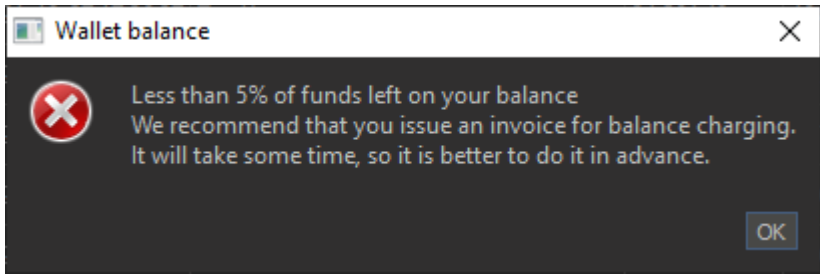 Wallet balance
Less than 5% of funds left on your balance
We recommend that you issue an invoice for balance charging.
It will take some time, so it is better to do it in advance.
OK